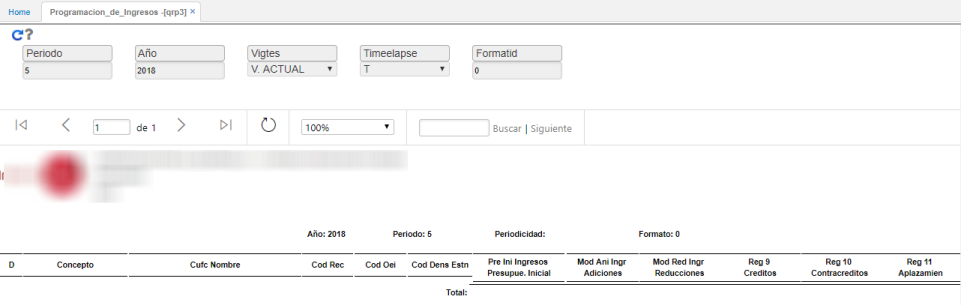 Home Programacion_de_Ingresos -[qrp3] ×
?
Periodo Año Vigtes Timeelapse Formatid
5 2018 V. ACTUAL T 0
1 de 1 100% Buscar | Siguiente
Año: 2018 Periodo: 5 Periodicidad: Formato: 0
D Concepto Cufc Nombre Cod Rec Cod Oei Cod Dens Estn Pre Ini Ingresos Mod Ani Ingr Mod Red Ingr Reg 9 Reg 10 Reg 11
Presupue. Inicial Adiciones Reducciones Creditos Contracreditos Aplazamien
Total: